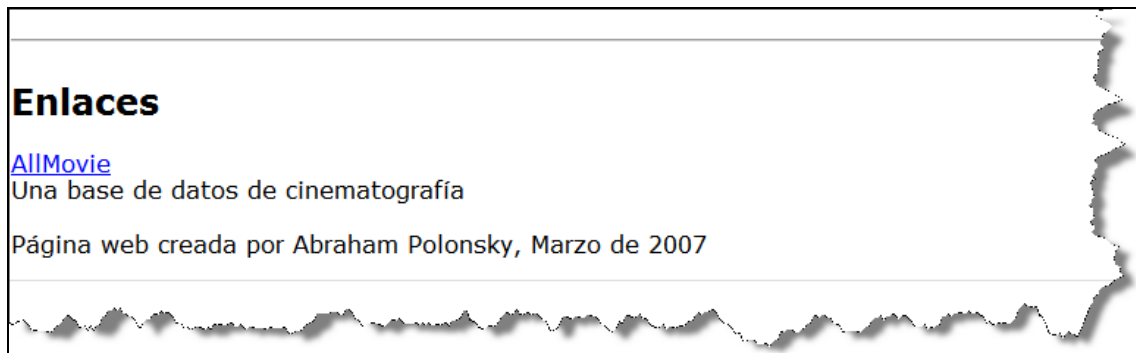 Enlaces
AllMovie
Una base de datos de cinematografía
Página web creada por Abraham Polonsky, Marzo de 2007